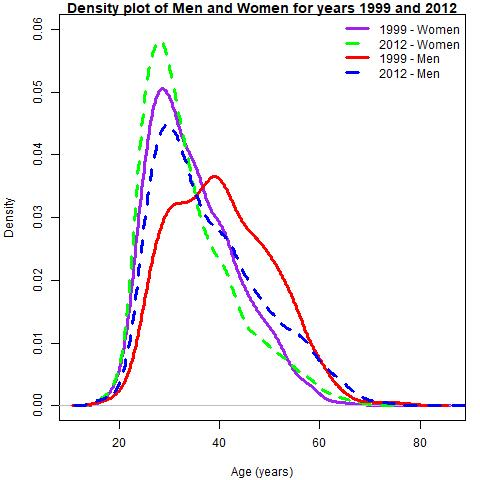 Density plot of Men and Women for years 1999 and 2012
1999 - Women
2012 - Women
1999 - Men
2012 - Men
0.06
0.05
0.04
0.03
0.02
0.01
0.00
Density
20 40 60 80
Age (years)